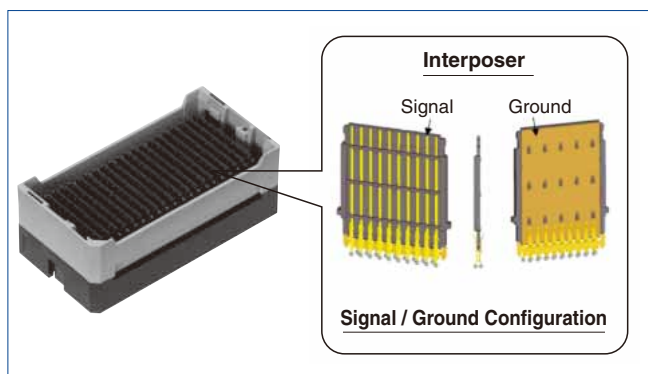 Interposer
Signal
Ground
Signal / Ground Configuration